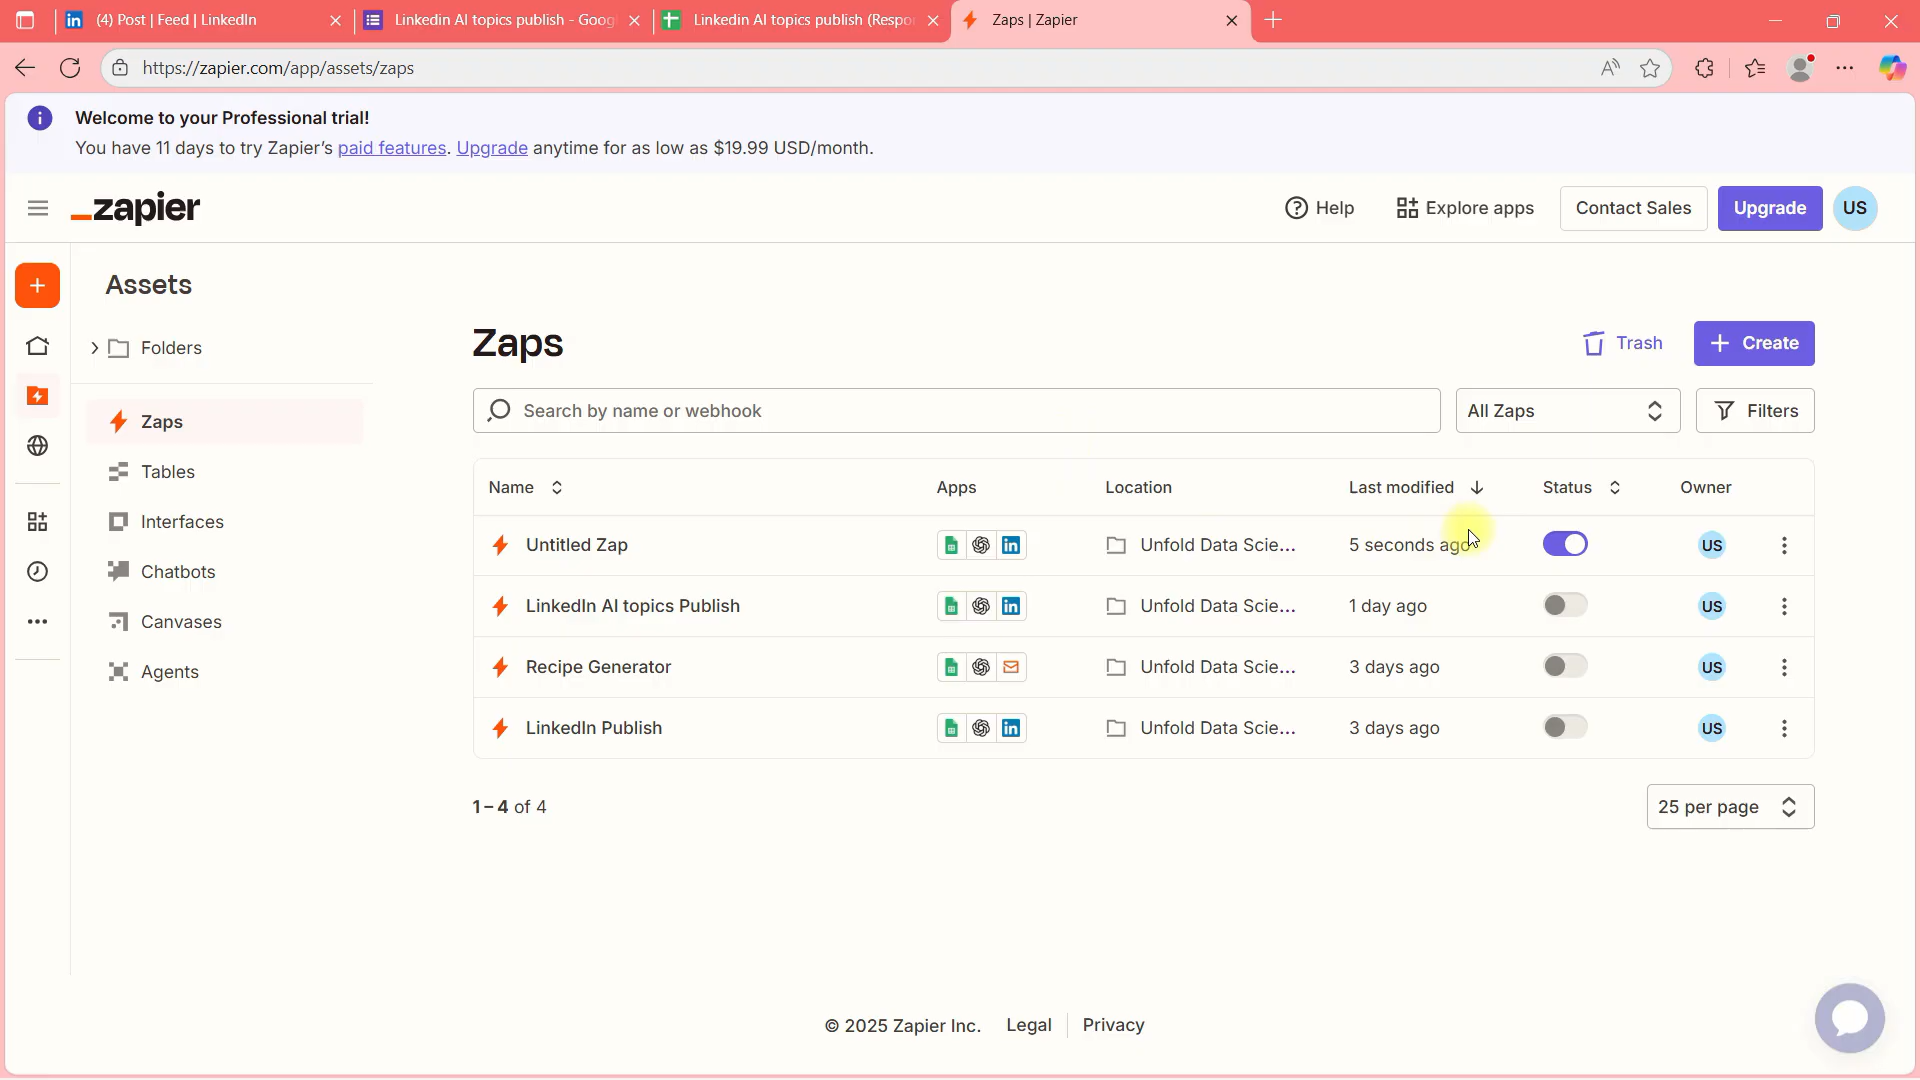 (4) Post | Feed | LinkedIn
Linkedin AI topics publish - Goog
Linkedin AI topics publish (Respo
Zaps | Zapier
https://zapier.com/app/assets/zaps
Welcome to your Professional trial!
You have 11 days to try Zapier's paid features. Upgrade anytime for as low as $19.99 USD/month.
zapier
Help
Explore apps
Contact Sales
Upgrade
US
Assets
Folders
Zaps
Tables
Interfaces
Chatbots
Canvases
Agents
Zaps
Trash
+ Create
Search by name or webhook
All Zaps
Filters
Name Apps Location Last modified Status Owner
Untitled Zap Unfold Data Scie... 5 seconds ago US
LinkedIn AI topics Publish Unfold Data Scie... 1 day ago US
Recipe Generator Unfold Data Scie... 3 days ago US
LinkedIn Publish Unfold Data Scie... 3 days ago US
1–4 of 4
25 per page
© 2025 Zapier Inc. Legal Privacy